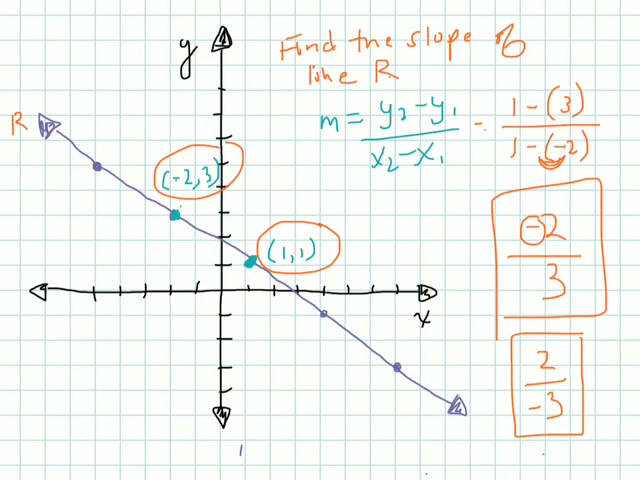 y
Find the slope of
line R
R
m = y₂ - y₁ / x₂ - x₁ = 1 - (3) / 1 - (-2)
(-2, 3)
(1, 1)
-2 / 3
x
2 / -3